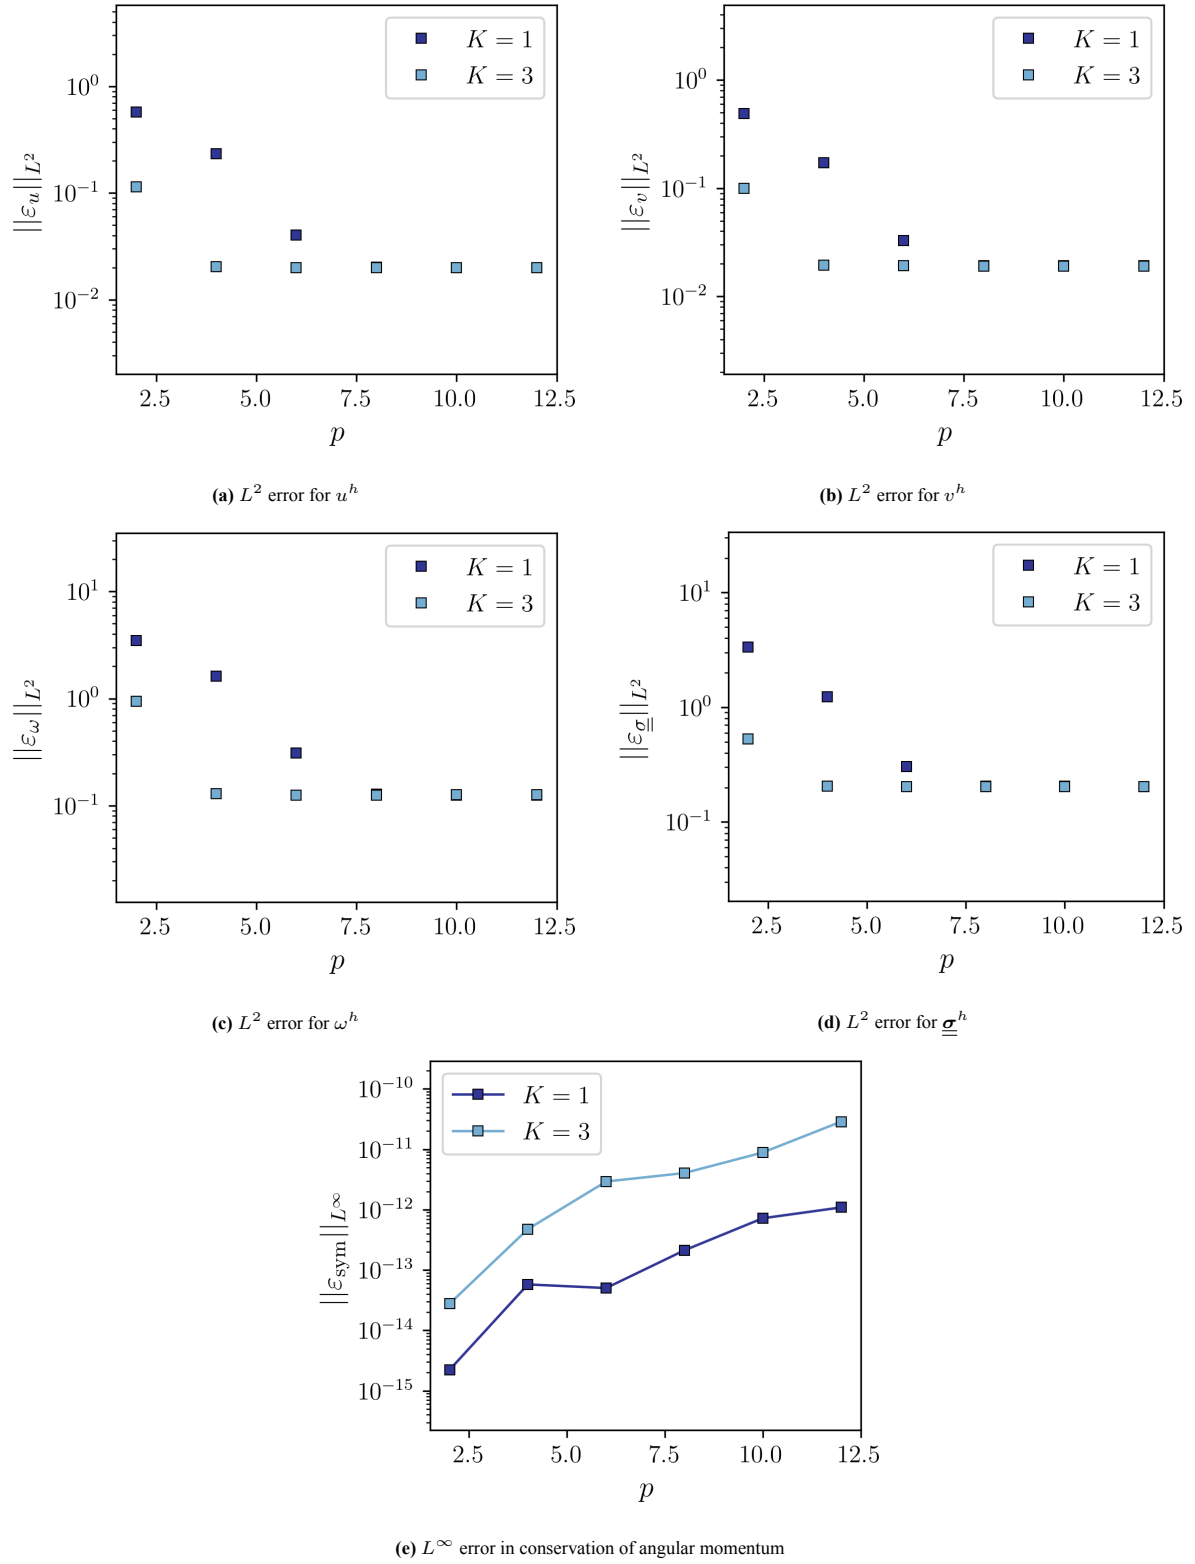 K = 1
K = 3
10^0
10^{-1}
10^{-2}
||ε_u||_{L^2}
2.5 5.0 7.5 10.0 12.5
p
(a) L^2 error for u^h
K = 1
K = 3
10^0
10^{-1}
10^{-2}
||ε_v||_{L^2}
2.5 5.0 7.5 10.0 12.5
p
(b) L^2 error for v^h
K = 1
K = 3
10^1
10^0
10^{-1}
||ε_ω||_{L^2}
2.5 5.0 7.5 10.0 12.5
p
(c) L^2 error for ω^h
K = 1
K = 3
10^1
10^0
10^{-1}
||ε_σ||_{L^2}
2.5 5.0 7.5 10.0 12.5
p
(d) L^2 error for σ^h
K = 1
K = 3
10^{-10}
10^{-11}
10^{-12}
10^{-13}
10^{-14}
10^{-15}
||ε_sym||_{L^∞}
2.5 5.0 7.5 10.0 12.5
p
(e) L^∞ error in conservation of angular momentum